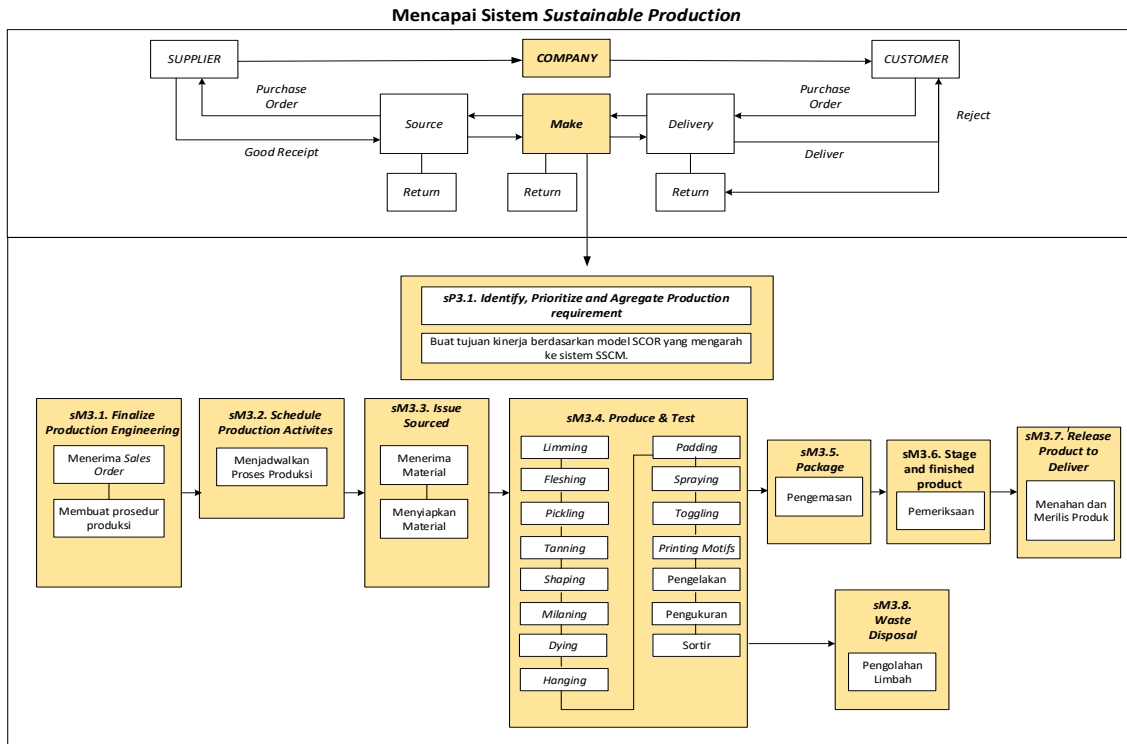 Mencapai Sistem Sustainable Production
SUPPLIER
COMPANY
CUSTOMER
Purchase
Order
Purchase
Order
Reject
Source
Make
Delivery
Good Receipt
Deliver
Return
Return
Return
sP3.1. Identify, Prioritize and Agregate Production
requirement
Buat tujuan kinerja berdasarkan model SCOR yang mengarah
ke sistem SSCM.
sM3.1. Finalize
Production Engineering
Menerima Sales
Order
Membuat prosedur
produksi
sM3.2. Schedule
Production Activites
Menjadwalkan
Proses Produksi
sM3.3. Issue
Sourced
Menerima
Material
Menyiapkan
Material
sM3.4. Produce & Test
Limming
Fleshing
Pickling
Tanning
Shaping
Milaning
Dying
Hanging
Padding
Spraying
Toggling
Printing Motifs
Pengelakan
Pengukuran
Sortir
sM3.5.
Package
Pengemasan
sM3.6. Stage
and finished
product
Pemeriksaan
sM3.7. Release
Product to
Deliver
Menahan dan
Merilis Produk
sM3.8.
Waste
Disposal
Pengolahan
Limbah